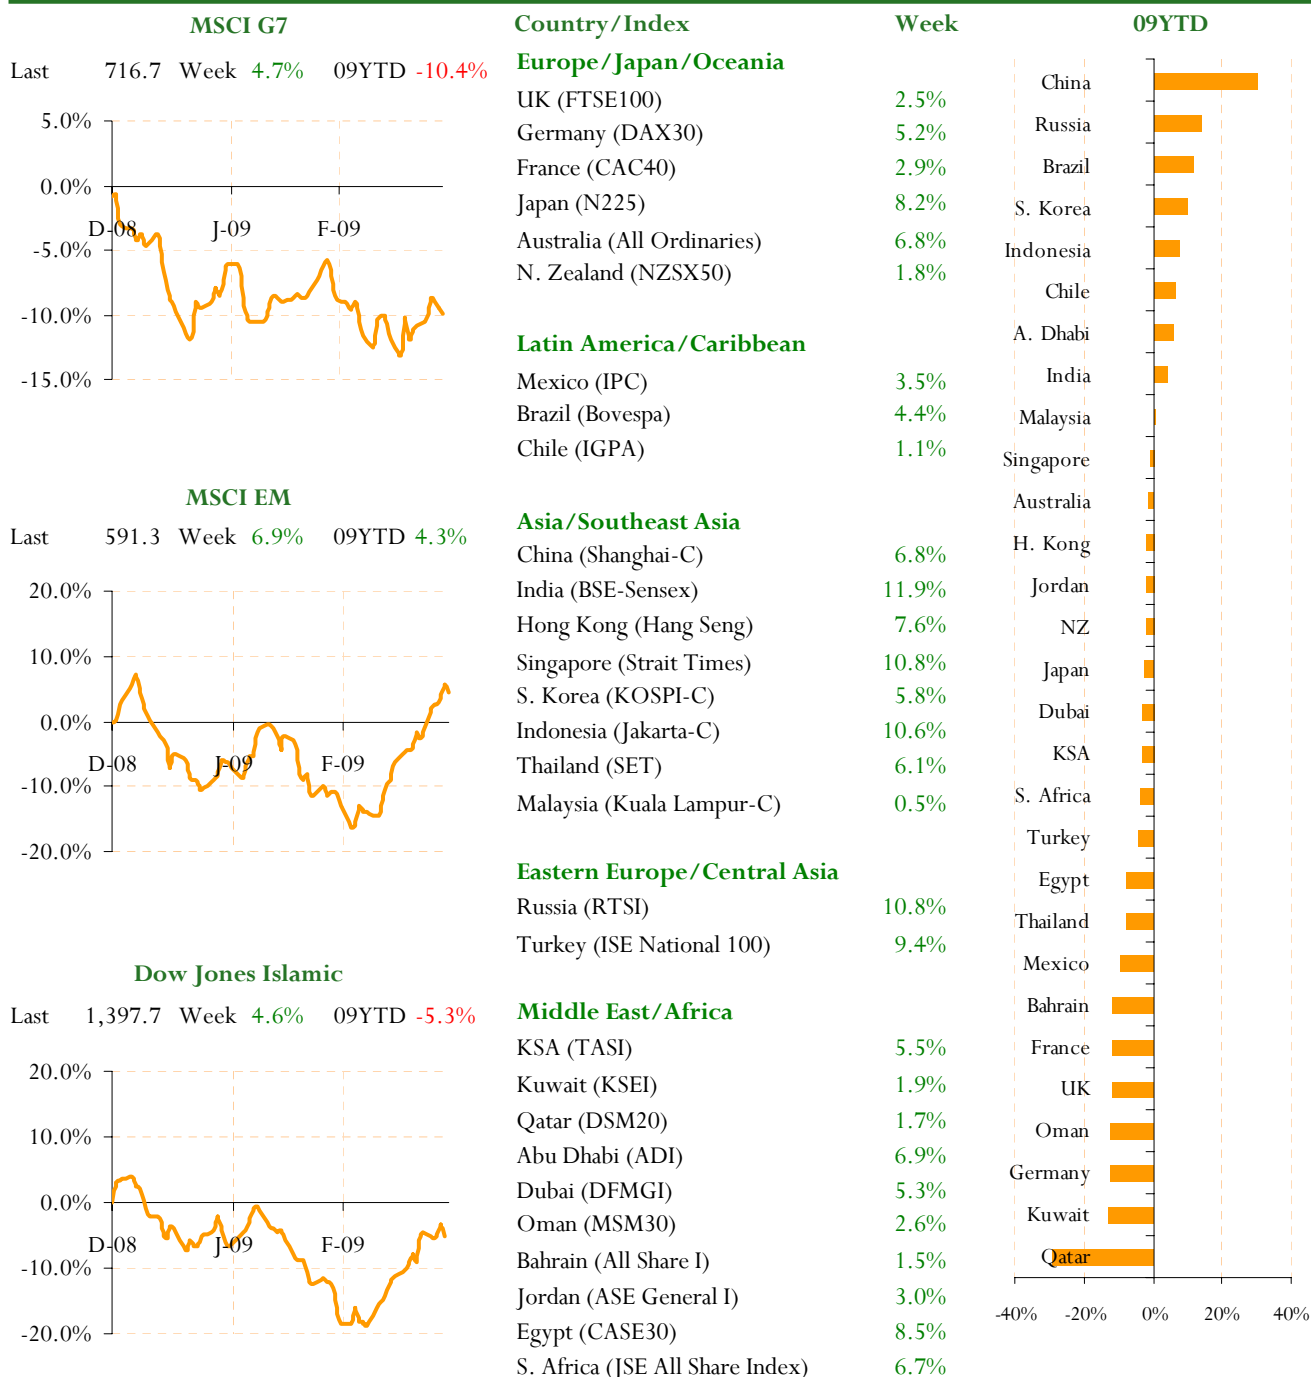 MSCI G7
Last 716.7 Week 4.7% 09YTD -10.4%
5.0%
0.0%
-5.0%
-10.0%
-15.0%
D-08 J-09 F-09
MSCI EM
Last 591.3 Week 6.9% 09YTD 4.3%
20.0%
10.0%
0.0%
-10.0%
-20.0%
D-08 J-09 F-09
Dow Jones Islamic
Last 1,397.7 Week 4.6% 09YTD -5.3%
20.0%
10.0%
0.0%
-10.0%
-20.0%
D-08 J-09 F-09
Country/Index Week
Europe/Japan/Oceania
UK (FTSE100) 2.5%
Germany (DAX30) 5.2%
France (CAC40) 2.9%
Japan (N225) 8.2%
Australia (All Ordinaries) 6.8%
N. Zealand (NZSX50) 1.8%
Latin America/Caribbean
Mexico (IPC) 3.5%
Brazil (Bovespa) 4.4%
Chile (IGPA) 1.1%
Asia/Southeast Asia
China (Shanghai-C) 6.8%
India (BSE-Sensex) 11.9%
Hong Kong (Hang Seng) 7.6%
Singapore (Strait Times) 10.8%
S. Korea (KOSPI-C) 5.8%
Indonesia (Jakarta-C) 10.6%
Thailand (SET) 6.1%
Malaysia (Kuala Lampur-C) 0.5%
Eastern Europe/Central Asia
Russia (RTSI) 10.8%
Turkey (ISE National 100) 9.4%
Middle East/Africa
KSA (TASI) 5.5%
Kuwait (KSEI) 1.9%
Qatar (DSM20) 1.7%
Abu Dhabi (ADI) 6.9%
Dubai (DFMGI) 5.3%
Oman (MSM30) 2.6%
Bahrain (All Share I) 1.5%
Jordan (ASE General I) 3.0%
Egypt (CASE30) 8.5%
S. Africa (JSE All Share Index) 6.7%
09YTD
China
Russia
Brazil
S. Korea
Indonesia
Chile
A. Dhabi
India
Malaysia
Singapore
Australia
H. Kong
Jordan
NZ
Japan
Dubai
KSA
S. Africa
Turkey
Egypt
Thailand
Mexico
Bahrain
France
UK
Oman
Germany
Kuwait
Qatar
-40% -20% 0% 20% 40%